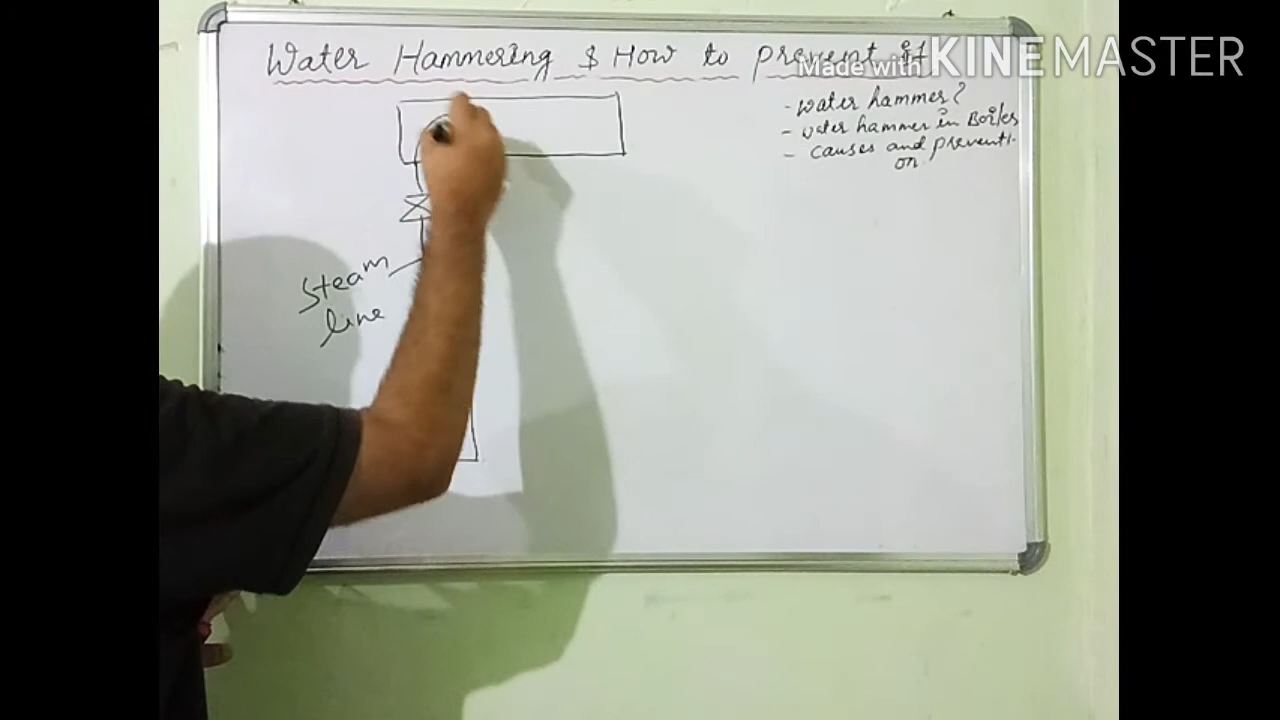 Water Hammering $ How to prevent it
Made with KINEMASTER
- water hammer?
- water hammer in Boiler
- causes and preventi-
on
Steam
line